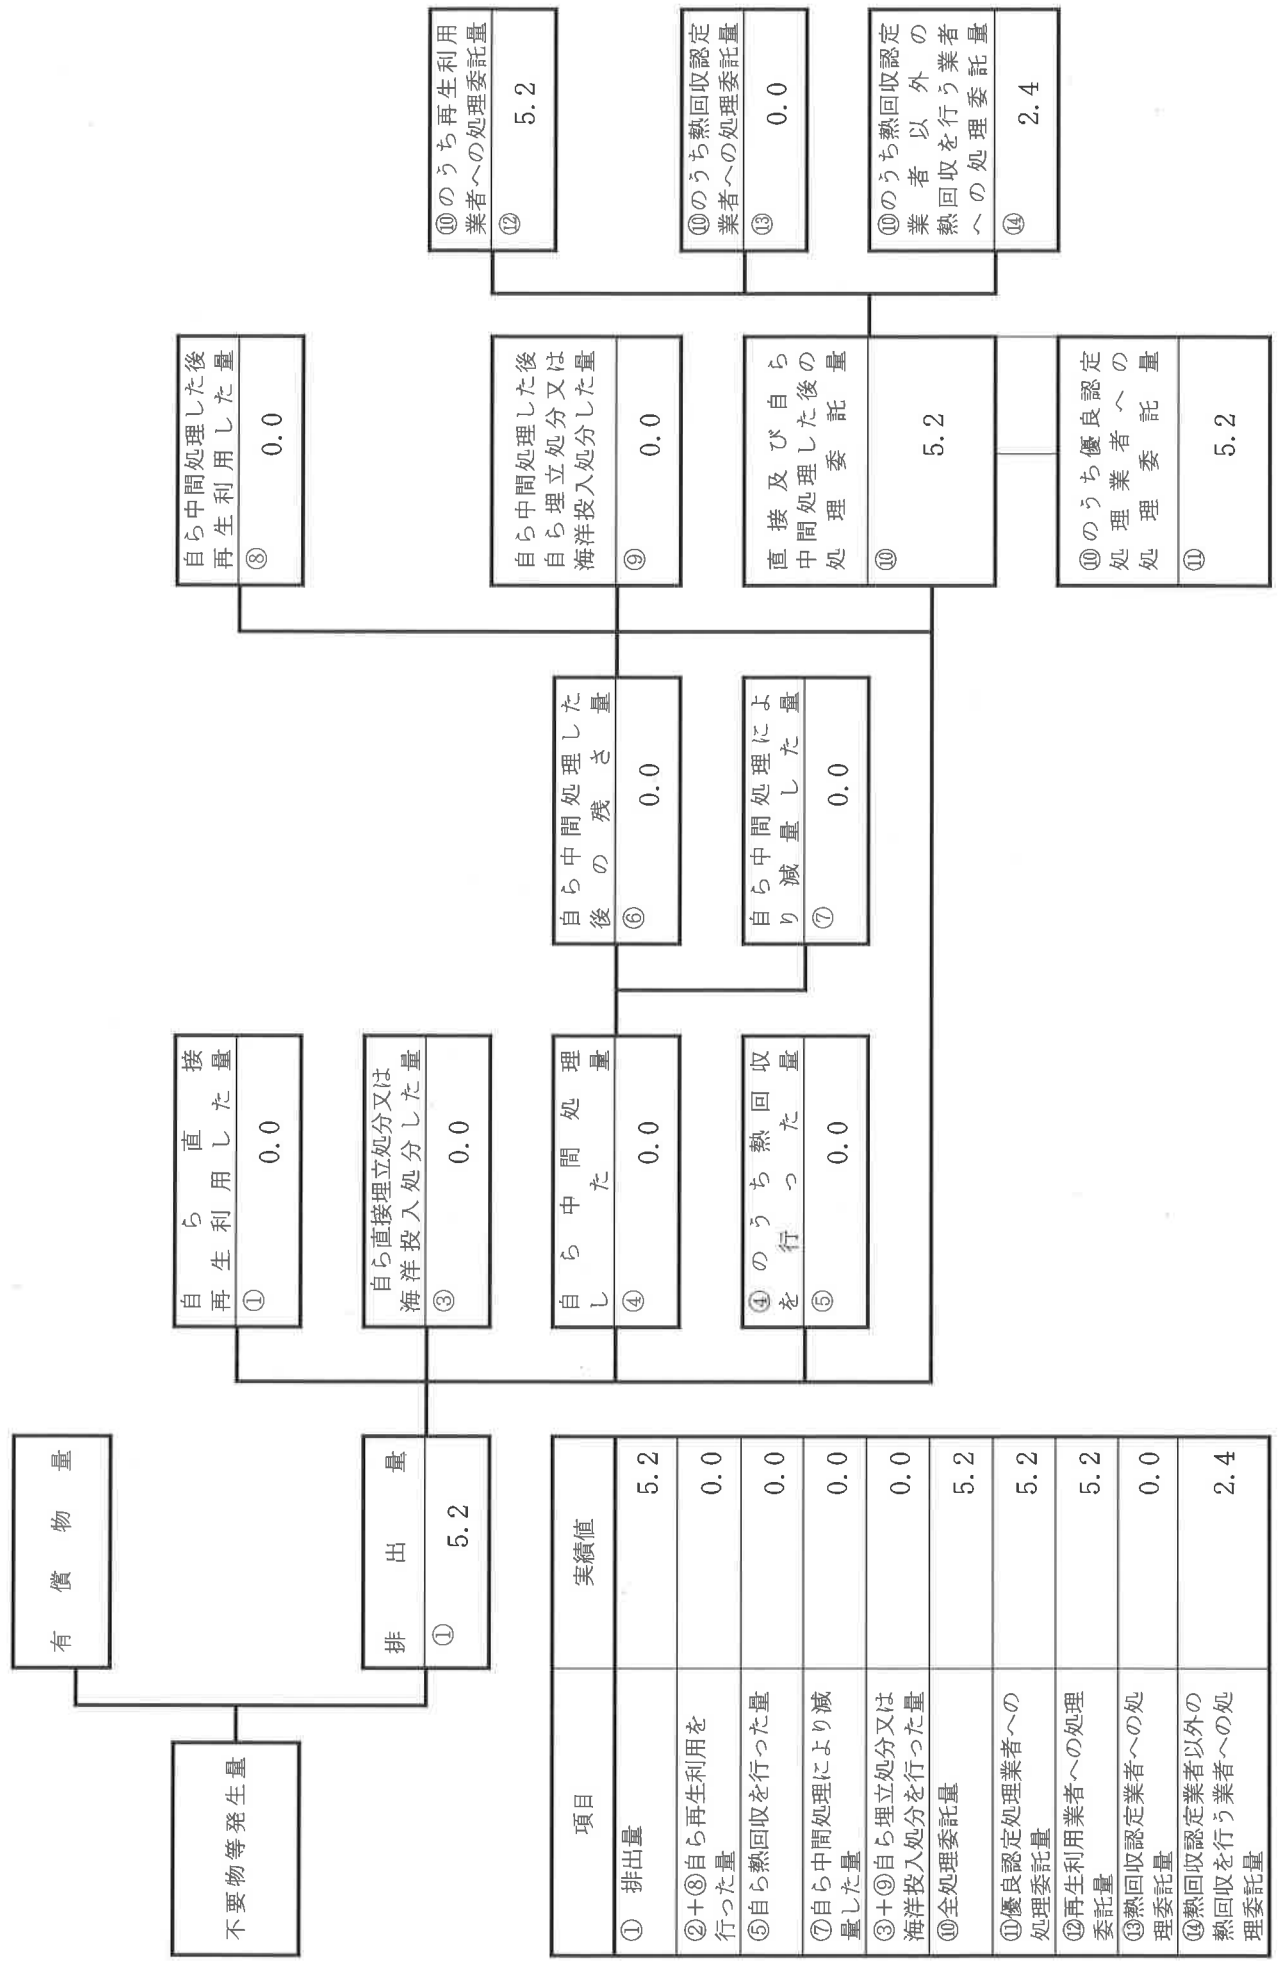 不要物等発生量
有償物量
排出量
①
5.2
自ら直接
再生利用した量
①
0.0
自ら直接埋立処分又は
海洋投入処分した量
③
0.0
自ら中間処理
した量
④
0.0
④のうち熱回収
を行った量
⑤
0.0
自ら中間処理した
後の残さ量
⑥
0.0
自ら中間処理によ
り減量した量
⑦
0.0
自ら中間処理した後
再生利用した量
⑧
0.0
自ら中間処理した後
自ら埋立処分又は
海洋投入処分した量
⑨
0.0
直接及び自ら
中間処理した後の
処理委託量
⑩
5.2
⑩のうち優良認定
処理業者への
処理委託量
⑪
5.2
⑩のうち再生利用
業者への処理委託量
⑫
5.2
⑩のうち熱回収認定
業者への処理委託量
⑬
0.0
⑩のうち熱回収認定
業者以外の
熱回収を行う業者
への処理委託量
⑭
2.4
項目 実績値
① 排出量 5.2
②+⑧自ら再生利用を
行った量 0.0
⑤自ら熱回収を行った量 0.0
⑦自ら中間処理により減
量した量 0.0
③+⑨自ら埋立処分又は
海洋投入処分を行った量 0.0
⑩全処理委託量 5.2
⑪優良認定処理業者への
処理委託量 5.2
⑫再生利用業者への処理
委託量 5.2
⑬熱回収認定業者への処
理委託量 0.0
⑭熱回収認定業者以外の
熱回収を行う業者への処
理委託量 2.4